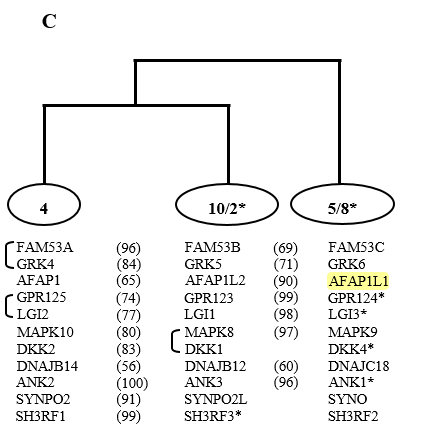 C
4 10/2* 5/8*
FAM53A (96) FAM53B (69) FAM53C
GRK4 (84) GRK5 (71) GRK6
AFAP1 (65) AFAP1L2 (90) AFAP1L1
GPR125 (74) GPR123 (99) GPR124*
LGI2 (77) LGI1 (98) LGI3*
MAPK10 (80) MAPK8 (97) MAPK9
DKK2 (83) DKK1 DKK4*
DNAJB14 (56) DNAJB12 (60) DNAJC18
ANK2 (100) ANK3 (96) ANK1*
SYNPO2 (91) SYNPO2L SYNO
SH3RF1 (99) SH3RF3* SH3RF2